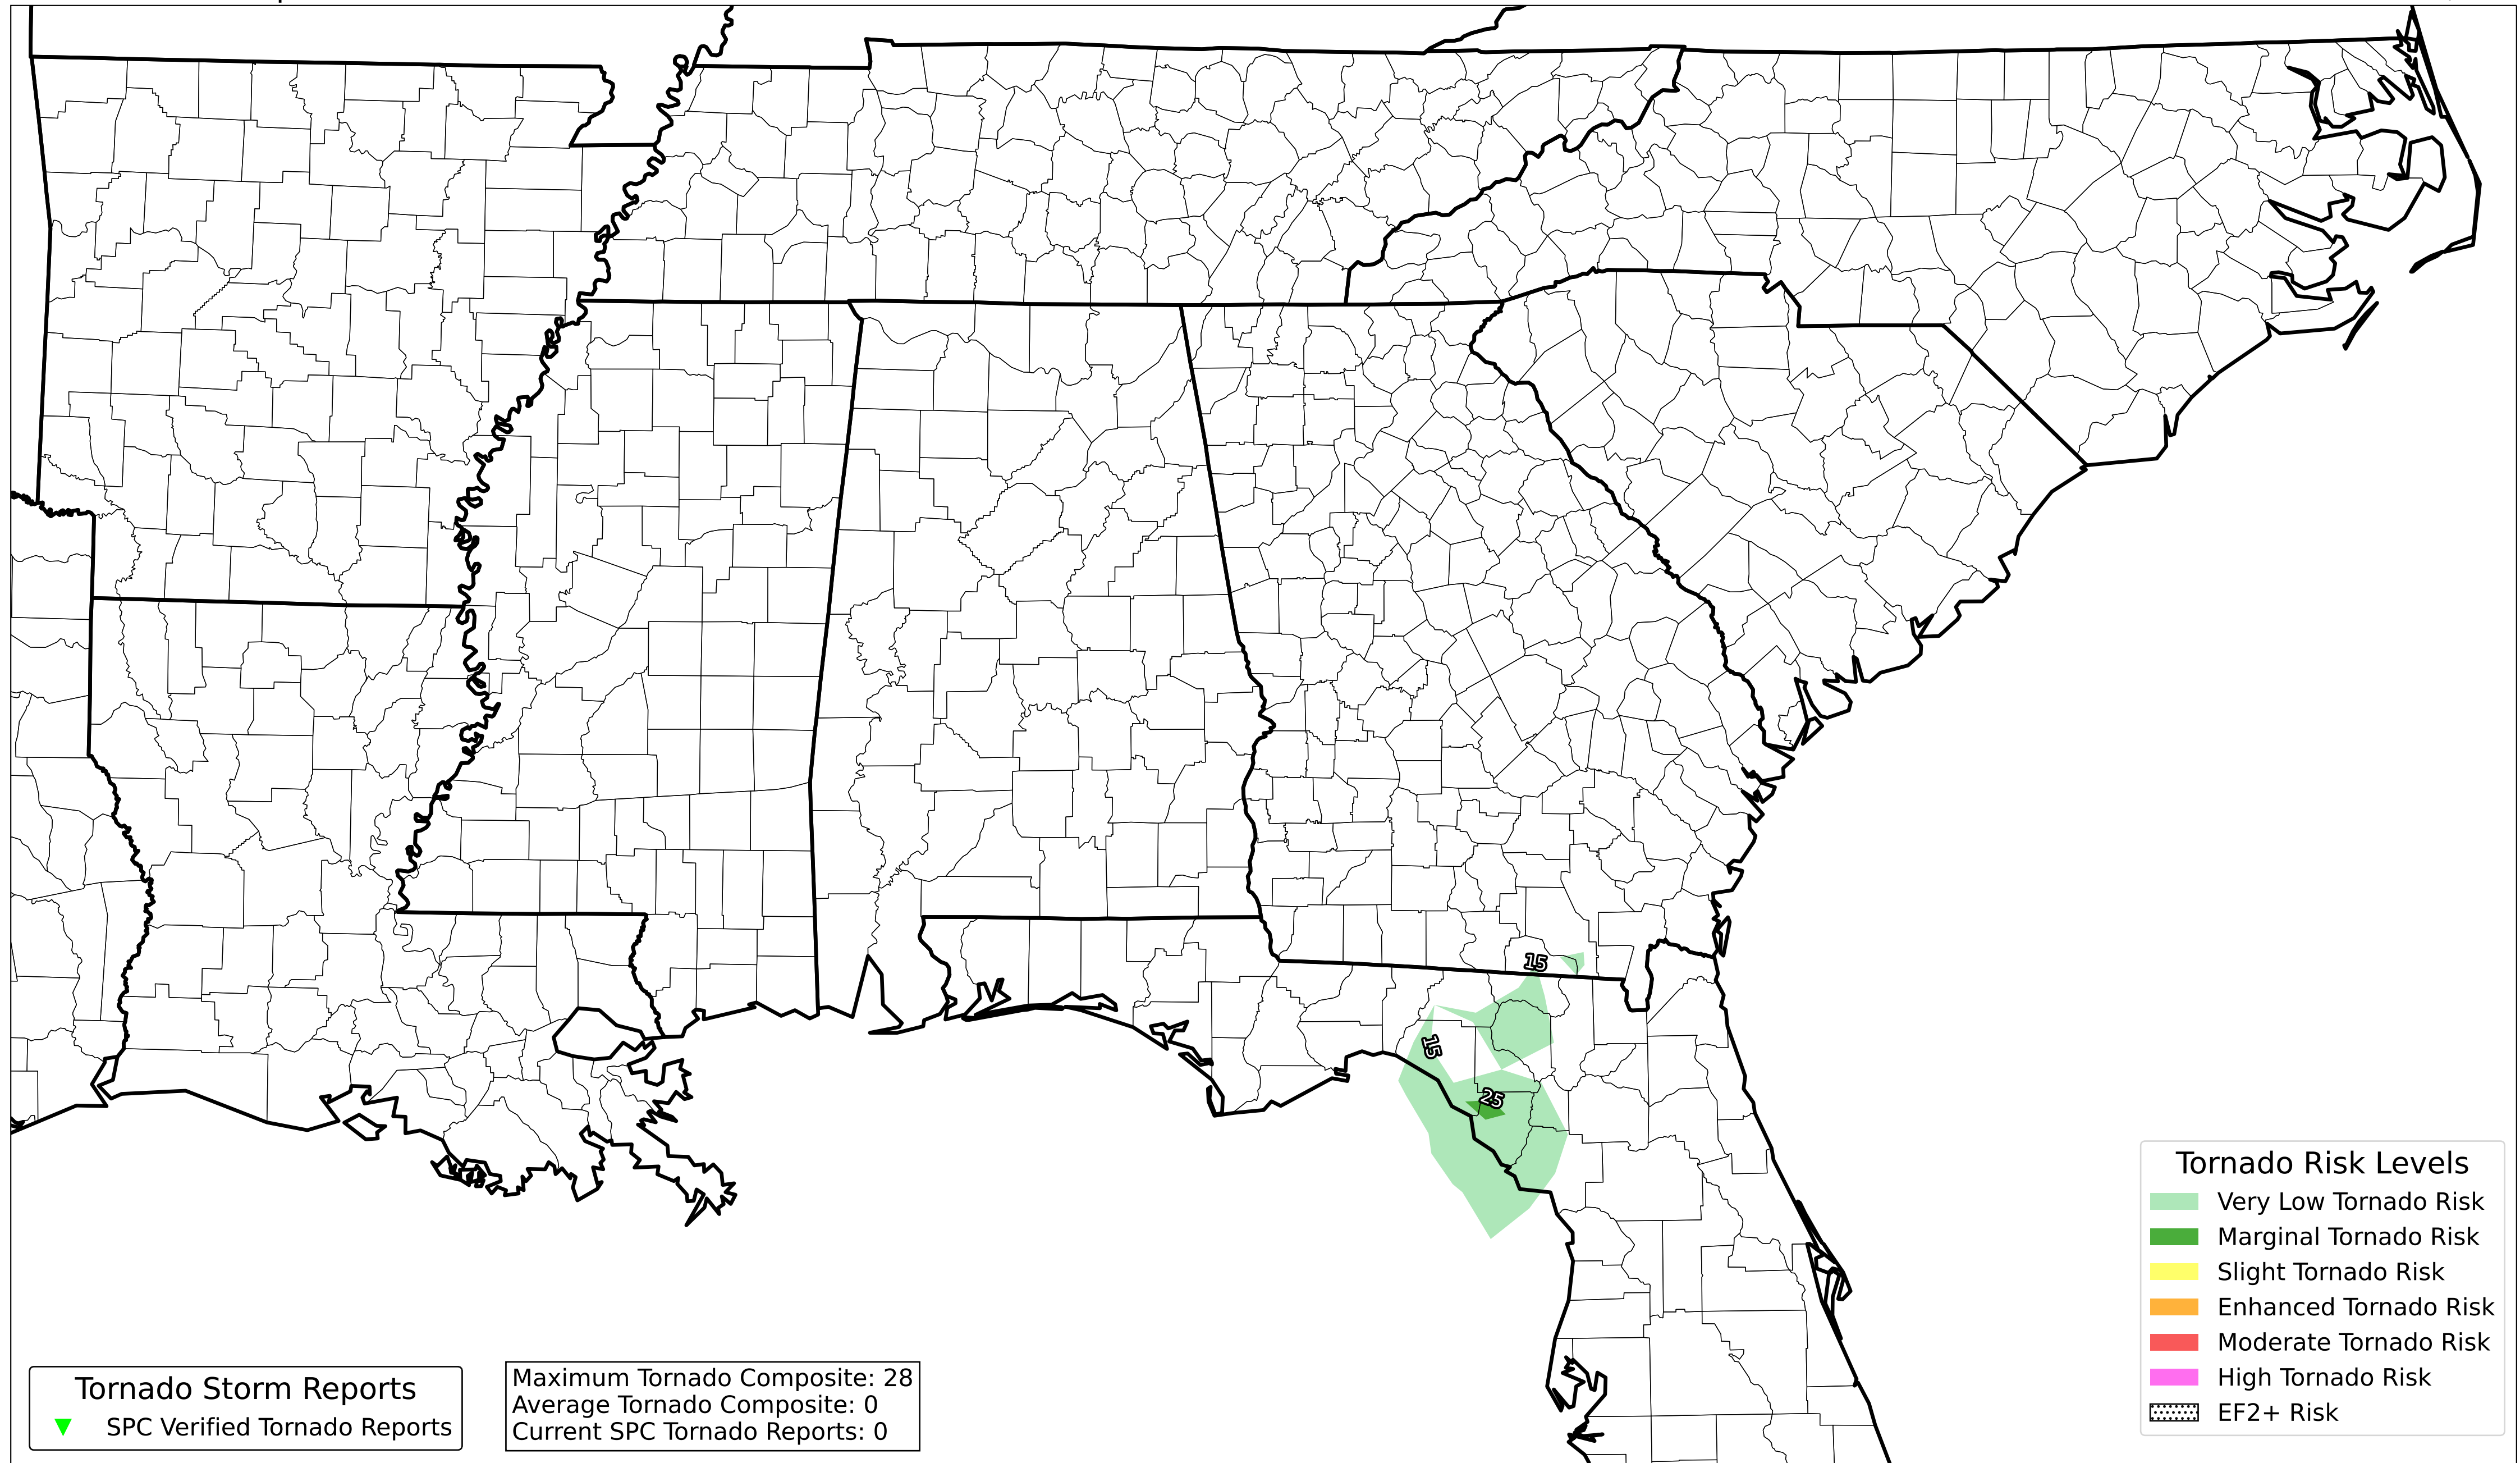 15
15
25
Tornado Risk Levels
Very Low Tornado Risk
Marginal Tornado Risk
Slight Tornado Risk
Enhanced Tornado Risk
Moderate Tornado Risk
High Tornado Risk
EF2+ Risk
Tornado Storm Reports
SPC Verified Tornado Reports
Maximum Tornado Composite: 28
Average Tornado Composite: 0
Current SPC Tornado Reports: 0